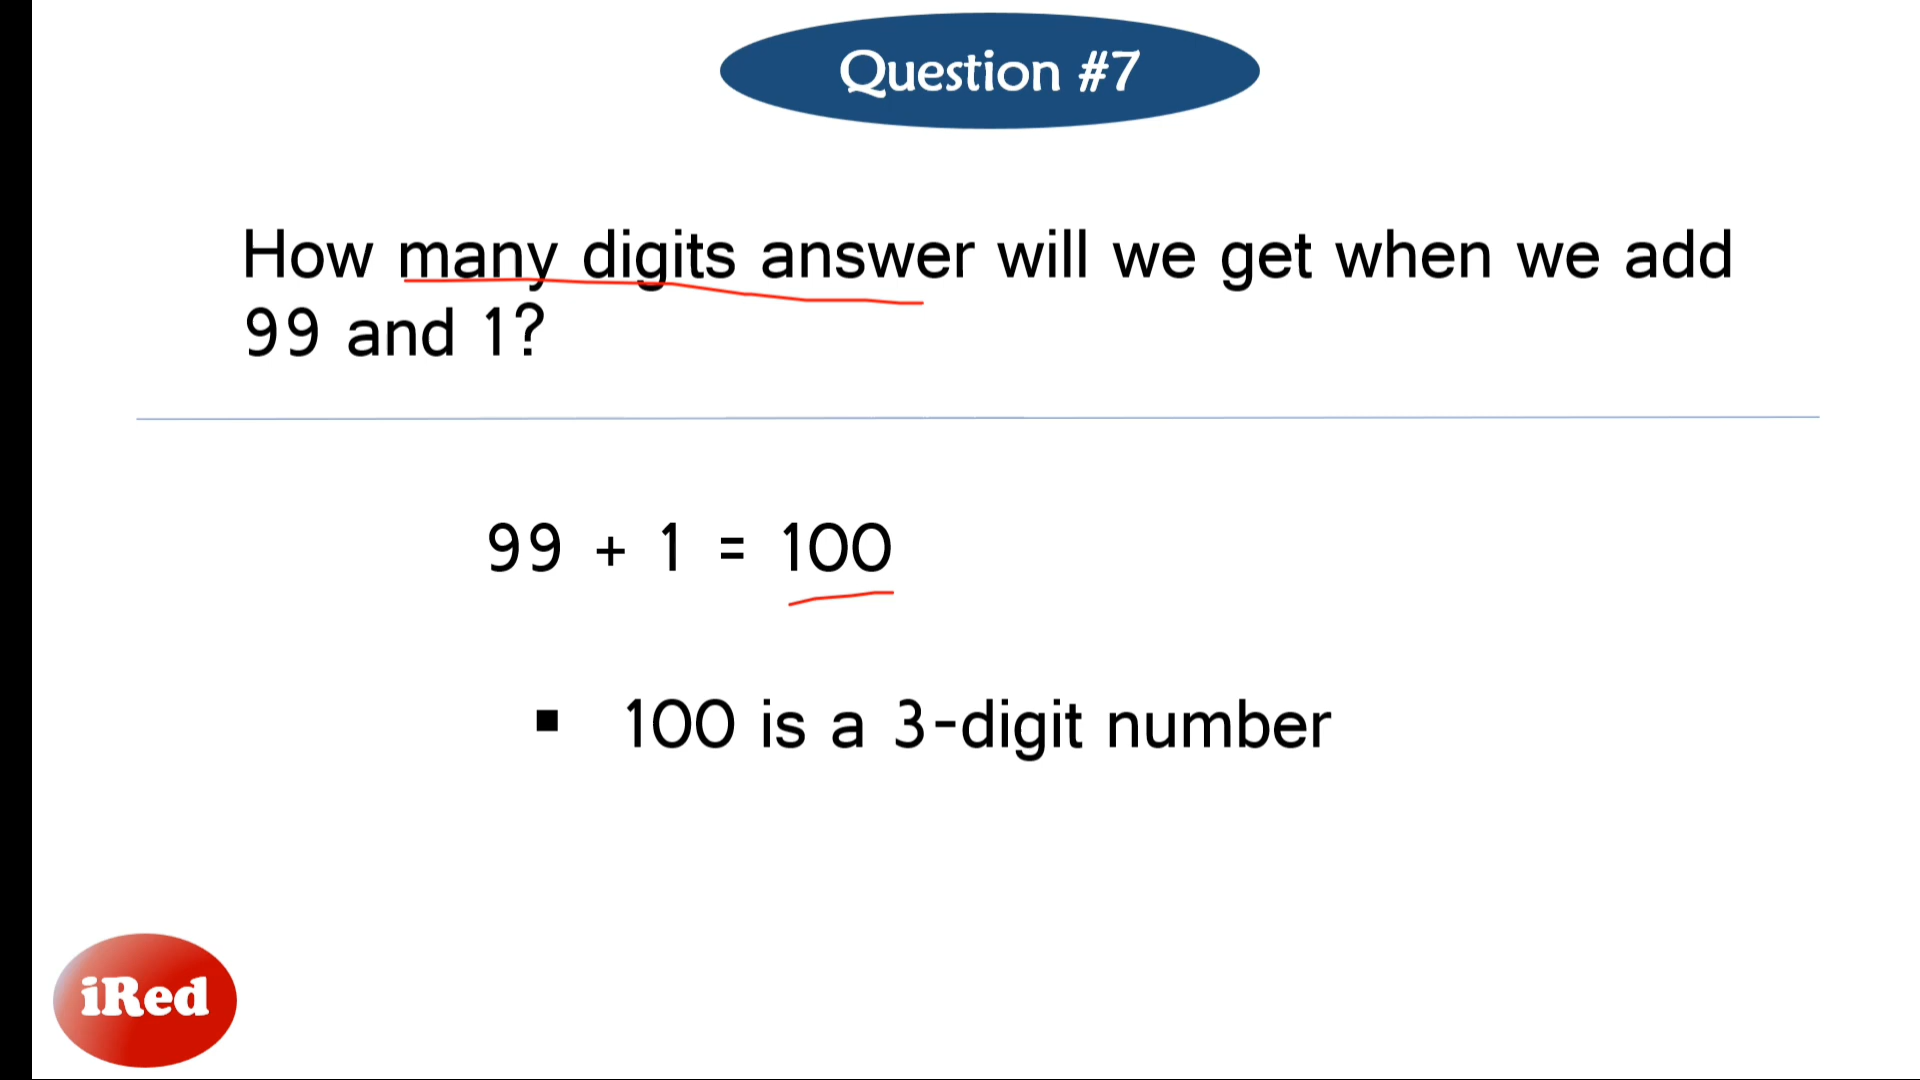 Question #7
How many digits answer will we get when we add
99 and 1?
99 + 1 = 100
▪ 100 is a 3-digit number
iRed